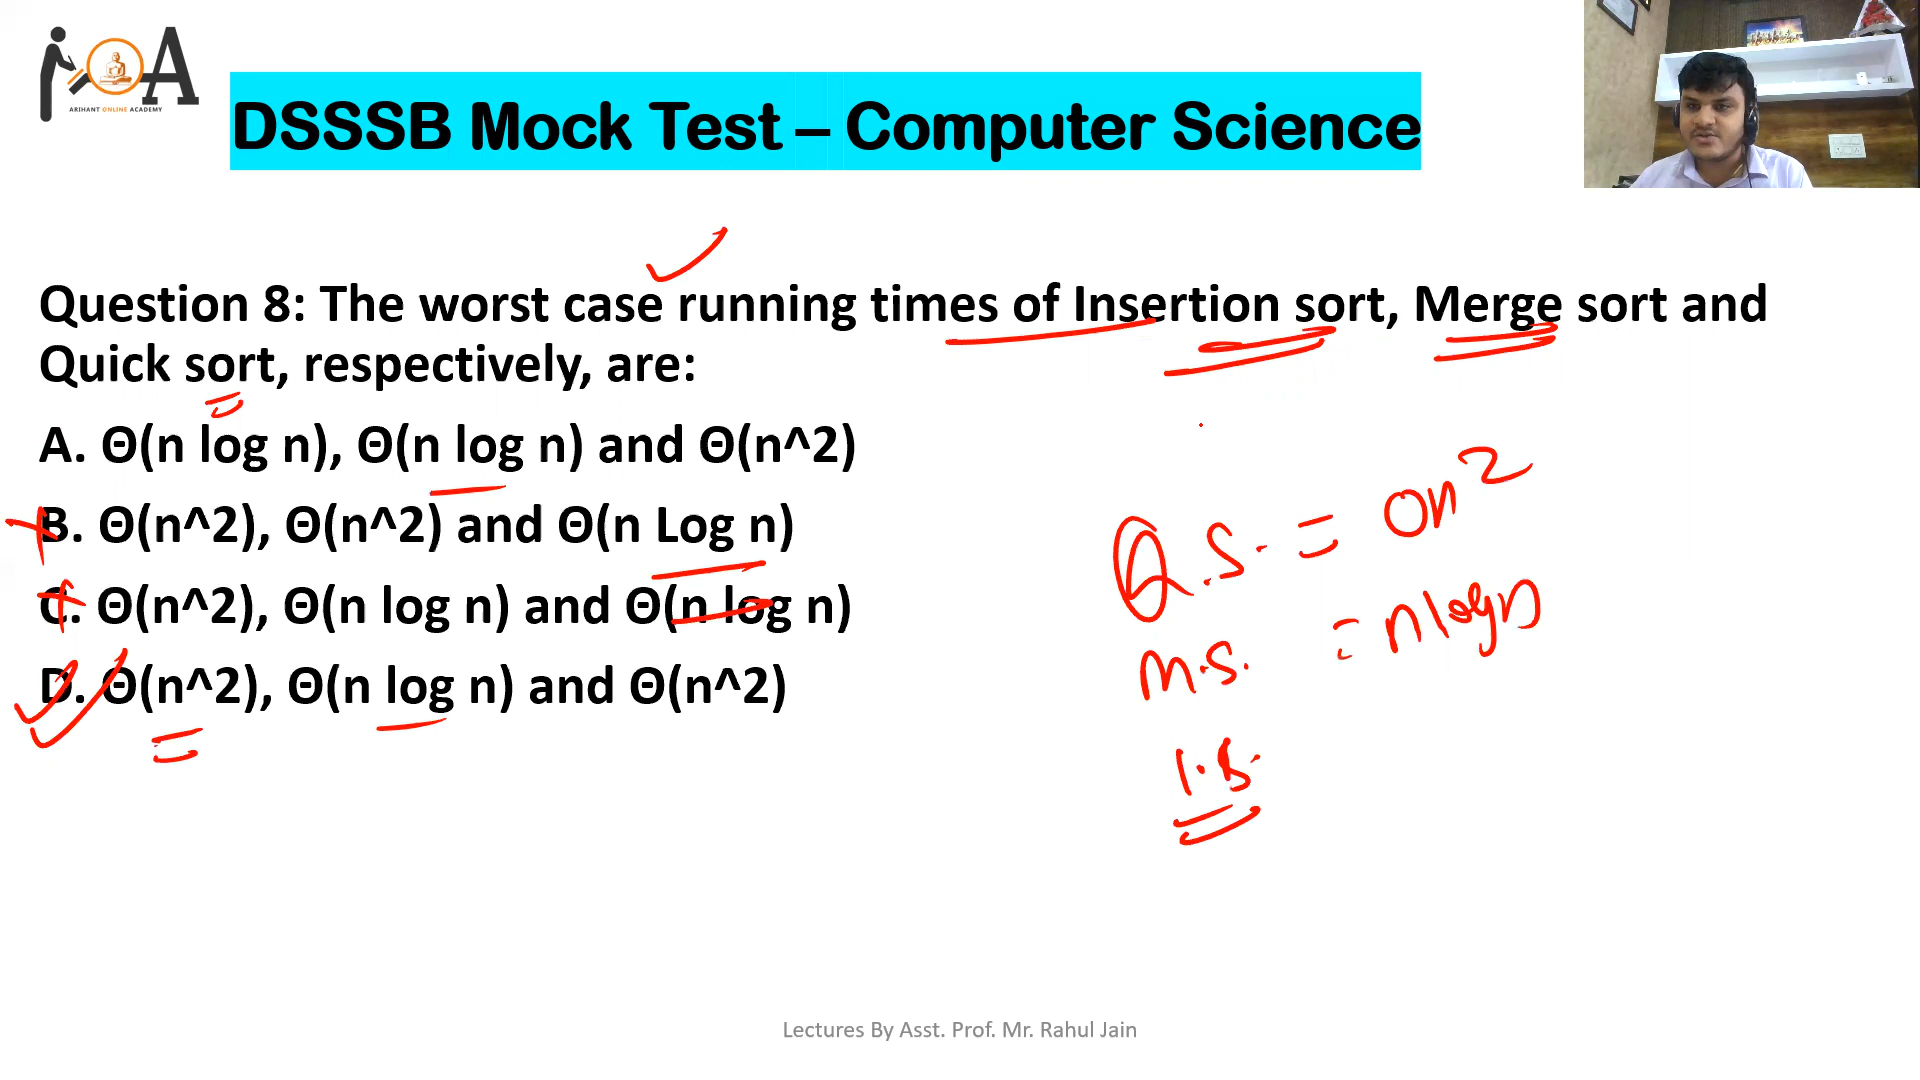 ARIHANT ONLINE ACADEMY
DSSSB Mock Test – Computer Science
Question 8: The worst case running times of Insertion sort, Merge sort and
Quick sort, respectively, are:
A. Θ(n log n), Θ(n log n) and Θ(n^2)
B. Θ(n^2), Θ(n^2) and Θ(n Log n)
C. Θ(n^2), Θ(n log n) and Θ(n log n)
D. Θ(n^2), Θ(n log n) and Θ(n^2)
Q.S. = On²
M.S. = nlogn
I.S.
Lectures By Asst. Prof. Mr. Rahul Jain